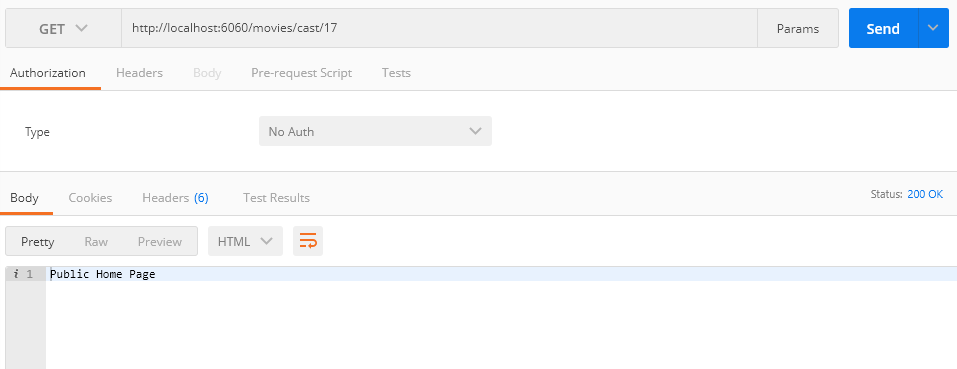 GET http://localhost:6060/movies/cast/17 Params Send
Authorization Headers Body Pre-request Script Tests
Type No Auth
Body Cookies Headers (6) Test Results Status: 200 OK
Pretty Raw Preview HTML
i 1 Public Home Page